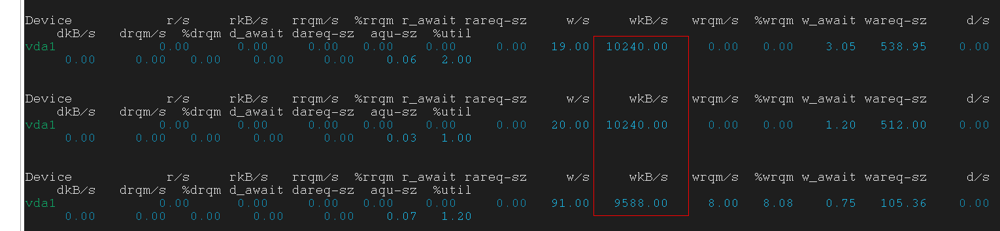 Device r/s rkB/s rrqm/s %rrqm r_await rareq-sz w/s wkB/s wrqm/s %wrqm w_await wareq-sz d/s
dkB/s drqm/s %drqm d_await dareq-sz aqu-sz %util
vda1 0.00 0.00 0.00 0.00 0.00 0.00 19.00 10240.00 0.00 0.00 3.05 538.95 0.00
0.00 0.00 0.00 0.00 0.00 0.06 2.00
Device r/s rkB/s rrqm/s %rrqm r_await rareq-sz w/s wkB/s wrqm/s %wrqm w_await wareq-sz d/s
dkB/s drqm/s %drqm d_await dareq-sz aqu-sz %util
vda1 0.00 0.00 0.00 0.00 0.00 0.00 20.00 10240.00 0.00 0.00 1.20 512.00 0.00
0.00 0.00 0.00 0.00 0.00 0.03 1.00
Device r/s rkB/s rrqm/s %rrqm r_await rareq-sz w/s wkB/s wrqm/s %wrqm w_await wareq-sz d/s
dkB/s drqm/s %drqm d_await dareq-sz aqu-sz %util
vda1 0.00 0.00 0.00 0.00 0.00 0.00 91.00 9588.00 8.00 8.08 0.75 105.36 0.00
0.00 0.00 0.00 0.00 0.00 0.07 1.20